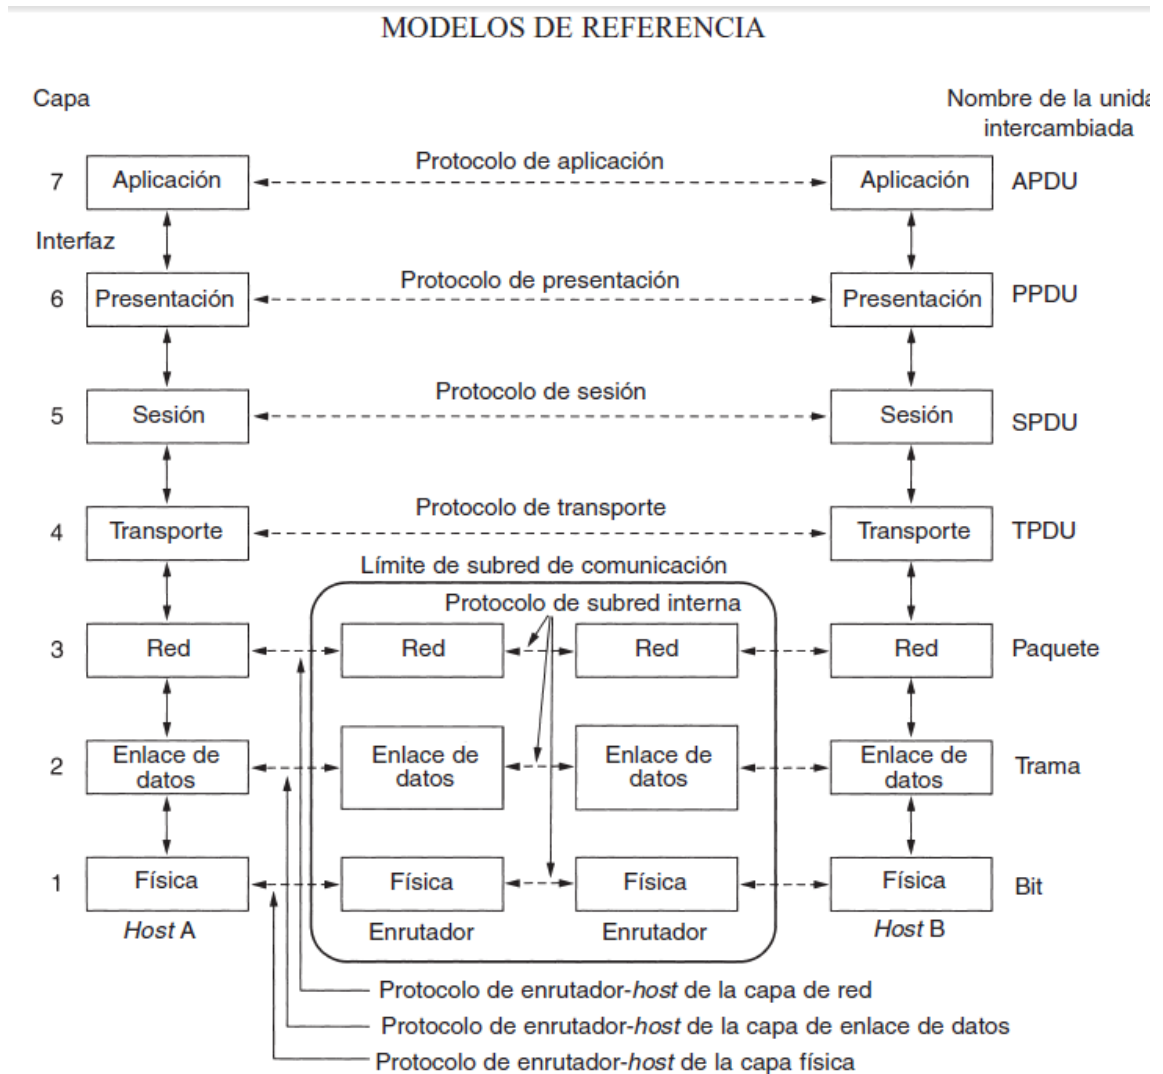 MODELOS DE REFERENCIA
Capa
Nombre de la unida
intercambiada
7
Aplicación
Protocolo de aplicación
Aplicación
APDU
Interfaz
6
Presentación
Protocolo de presentación
Presentación
PPDU
5
Sesión
Protocolo de sesión
Sesión
SPDU
4
Transporte
Protocolo de transporte
Transporte
TPDU
Límite de subred de comunicación
Protocolo de subred interna
3
Red
Red
Red
Red
Paquete
2
Enlace de
datos
Enlace de
datos
Enlace de
datos
Enlace de
datos
Trama
1
Física
Física
Física
Física
Bit
Host A
Enrutador
Enrutador
Host B
Protocolo de enrutador-host de la capa de red
Protocolo de enrutador-host de la capa de enlace de datos
Protocolo de enrutador-host de la capa física